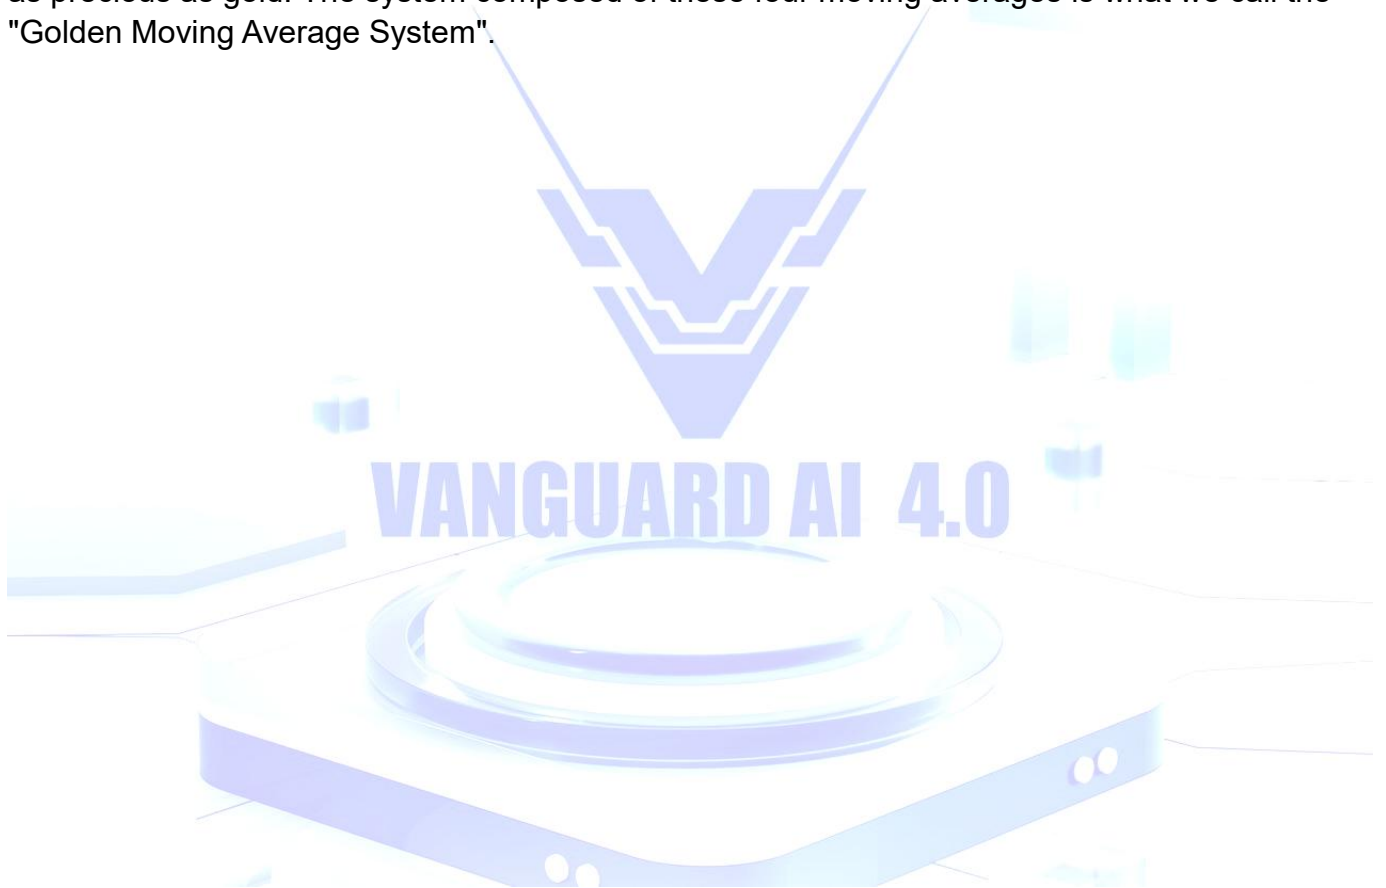 as precious as gold. The system composed of these four moving averages is what we call the
"Golden Moving Average System".
VANGUARD AI 4.0